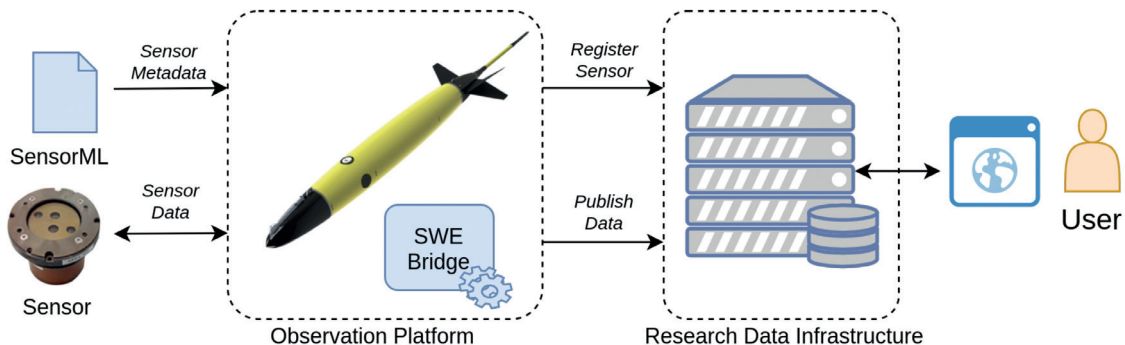 Sensor
Metadata
SensorML
Sensor
Data
Sensor
SWE
Bridge
Observation Platform
Register
Sensor
Publish
Data
Research Data Infrastructure
User